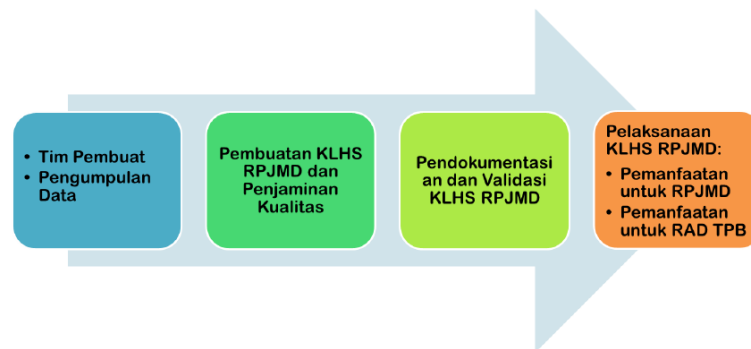 • Tim Pembuat
• Pengumpulan
Data
Pembuatan KLHS
RPJMD dan
Penjaminan
Kualitas
Pendokumentasi
an dan Validasi
KLHS RPJMD
Pelaksanaan
KLHS RPJMD:
• Pemanfaatan
untuk RPJMD
• Pemanfaatan
untuk RAD TPB